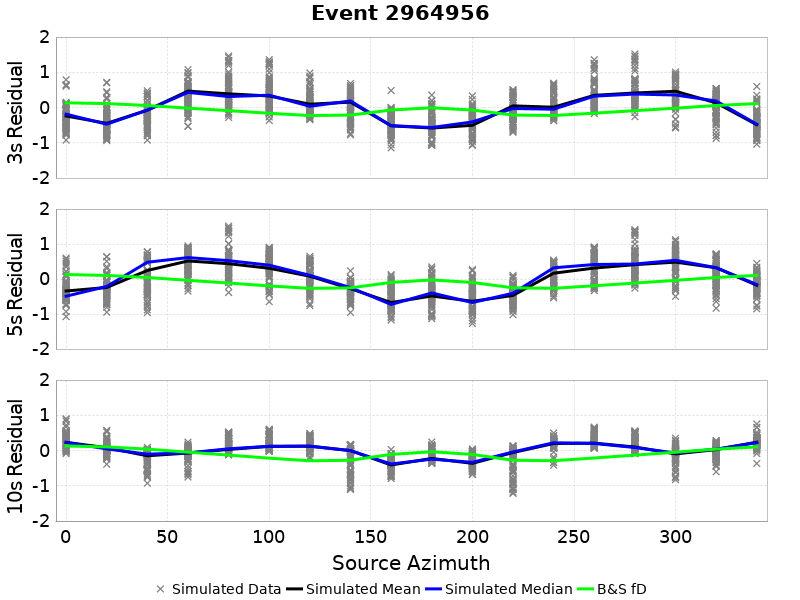 Event 2964956
3s Residual
2
1
0
-1
-2
5s Residual
2
1
0
-1
-2
10s Residual
2
1
0
-1
-2
0 50 100 150 200 250 300
Source Azimuth
Simulated Data Simulated Mean Simulated Median B&S fD